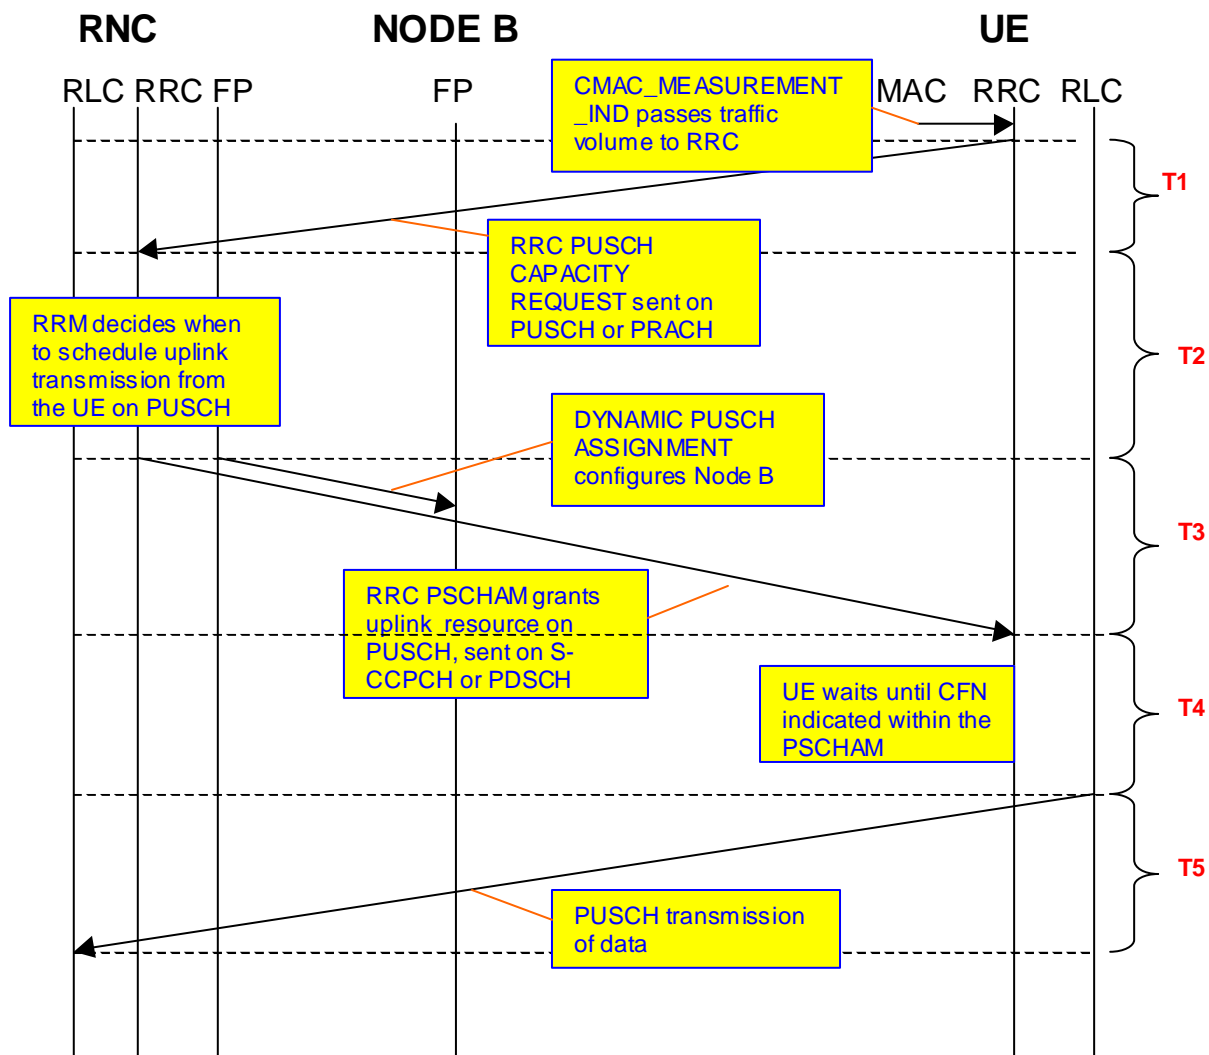 RNC NODE B UE
RLC RRC FP FP MAC RRC RLC
CMAC_MEASUREMENT
_IND passes traffic
volume to RRC
T1
RRC PUSCH
CAPACITY
REQUEST sent on
PUSCH or PRACH
RRM decides when
to schedule uplink
transmission from
the UE on PUSCH
T2
DYNAMIC PUSCH
ASSIGNMENT
configures Node B
T3
RRC PSCHAM grants
uplink resource on
PUSCH, sent on S-
CCPCH or PDSCH
UE waits until CFN
indicated within the
PSCHAM
T4
T5
PUSCH transmission
of data